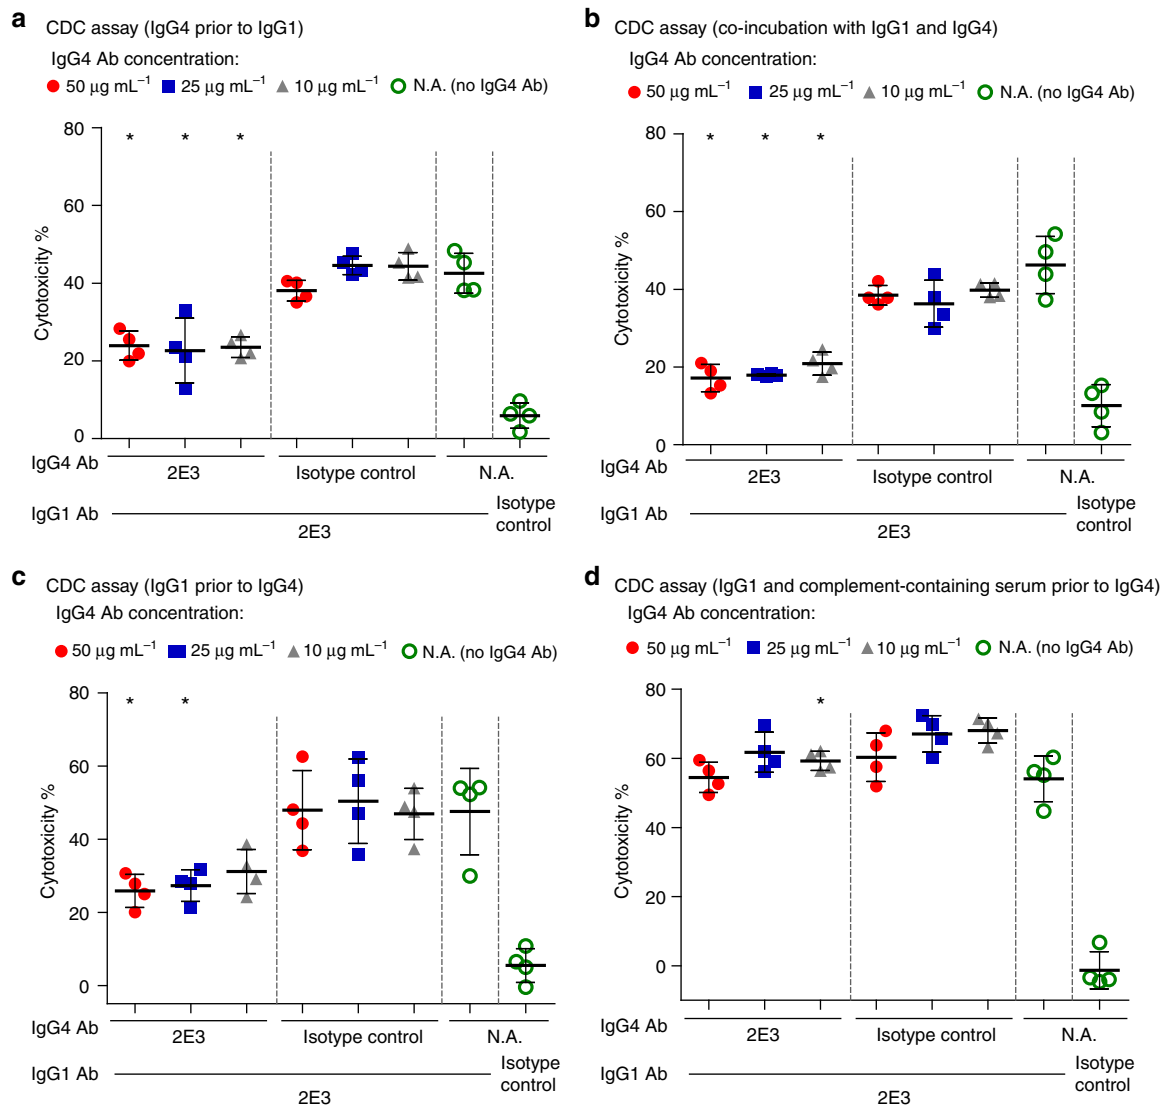 a
CDC assay (IgG4 prior to IgG1)
IgG4 Ab concentration:
50 μg mL⁻¹ 25 μg mL⁻¹ 10 μg mL⁻¹ N.A. (no IgG4 Ab)
80
* * *
60
40
20
0
Cytotoxicity %
IgG4 Ab
2E3 Isotype control N.A.
IgG1 Ab
2E3
Isotype
control
b
CDC assay (co-incubation with IgG1 and IgG4)
IgG4 Ab concentration:
50 μg mL⁻¹ 25 μg mL⁻¹ 10 μg mL⁻¹ N.A. (no IgG4 Ab)
80
* * *
60
40
20
0
Cytotoxicity %
IgG4 Ab
2E3 Isotype control N.A.
IgG1 Ab
2E3
Isotype
control
c
CDC assay (IgG1 prior to IgG4)
IgG4 Ab concentration:
50 μg mL⁻¹ 25 μg mL⁻¹ 10 μg mL⁻¹ N.A. (no IgG4 Ab)
80
* *
60
40
20
0
Cytotoxicity %
IgG4 Ab
2E3 Isotype control N.A.
IgG1 Ab
2E3
Isotype
control
d
CDC assay (IgG1 and complement-containing serum prior to IgG4)
IgG4 Ab concentration:
50 μg mL⁻¹ 25 μg mL⁻¹ 10 μg mL⁻¹ N.A. (no IgG4 Ab)
80
*
60
40
20
0
Cytotoxicity %
IgG4 Ab
2E3 Isotype control N.A.
IgG1 Ab
2E3
Isotype
control